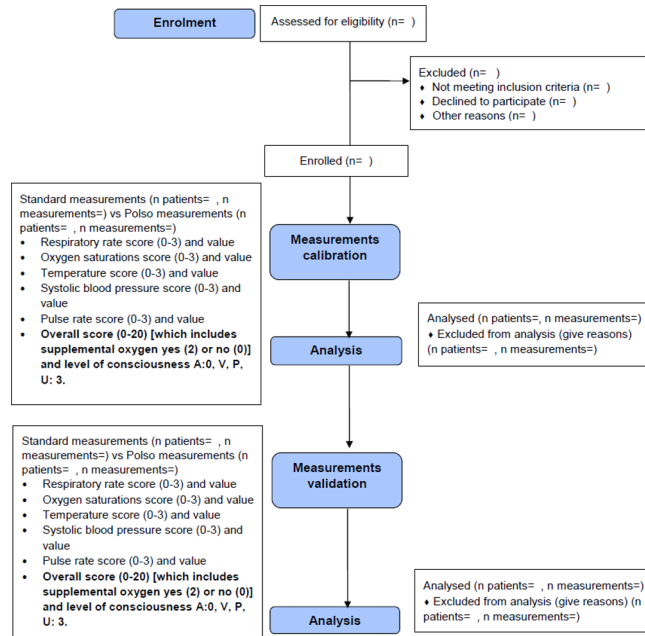 Enrolment
Assessed for eligibility (n= )
Excluded (n= )
♦ Not meeting inclusion criteria (n= )
♦ Declined to participate (n= )
♦ Other reasons (n= )
Enrolled (n= )
Standard measurements (n patients= , n
measurements=) vs Polso measurements (n
patients= , n measurements=)
• Respiratory rate score (0-3) and value
• Oxygen saturations score (0-3) and value
• Temperature score (0-3) and value
• Systolic blood pressure score (0-3) and
value
• Pulse rate score (0-3) and value
• Overall score (0-20) [which includes
supplemental oxygen yes (2) or no (0)]
and level of consciousness A:0, V, P,
U: 3.
Measurements
calibration
Analysed (n patients=, n measurements=)
♦ Excluded from analysis (give reasons)
(n patients= , n measurements=)
Analysis
Standard measurements (n patients= , n
measurements=) vs Polso measurements (n
patients= , n measurements=)
• Respiratory rate score (0-3) and value
• Oxygen saturations score (0-3) and value
• Temperature score (0-3) and value
• Systolic blood pressure score (0-3) and
value
• Pulse rate score (0-3) and value
• Overall score (0-20) [which includes
supplemental oxygen yes (2) or no (0)]
and level of consciousness A:0, V, P,
U: 3.
Measurements
validation
Analysed (n patients= , n measurements=)
♦ Excluded from analysis (give reasons) (n
patients= , n measurements=)
Analysis